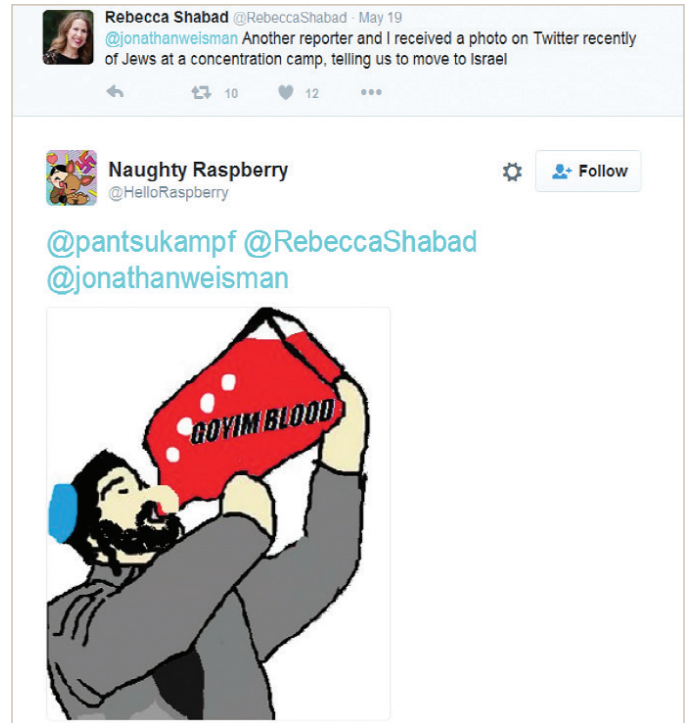 Rebecca Shabad @RebeccaShabad · May 19
@jonathanweisman Another reporter and I received a photo on Twitter recently
of Jews at a concentration camp, telling us to move to Israel
10 12
Naughty Raspberry
@HelloRaspberry
Follow
@pantsukampf @RebeccaShabad
@jonathanweisman
GOYIM BLOOD